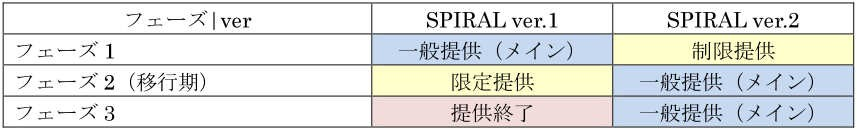 フェーズ|ver SPIRAL ver.1 SPIRAL ver.2
フェーズ 1 一般提供（メイン） 制限提供
フェーズ 2（移行期） 限定提供 一般提供（メイン）
フェーズ 3 提供終了 一般提供（メイン）